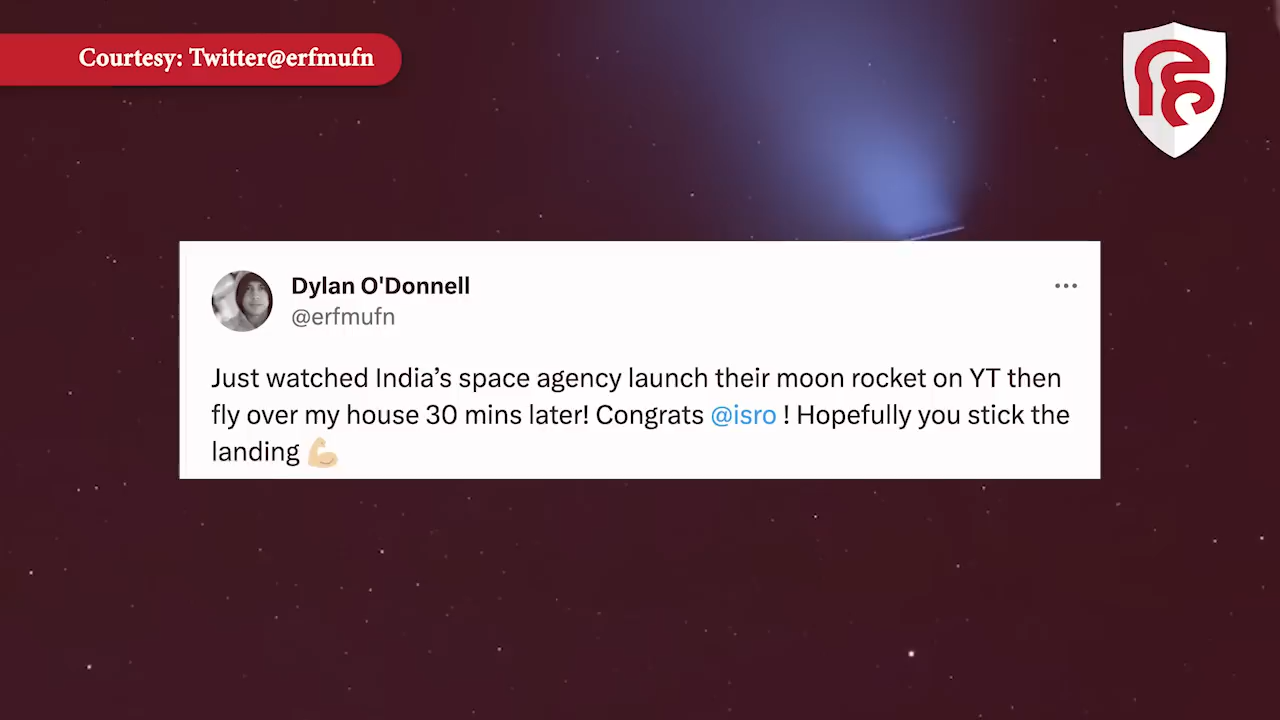 Courtesy: Twitter@erfmufn
Dylan O'Donnell
@erfmufn
Just watched India’s space agency launch their moon rocket on YT then
fly over my house 30 mins later! Congrats @isro ! Hopefully you stick the
landing 💪🏼